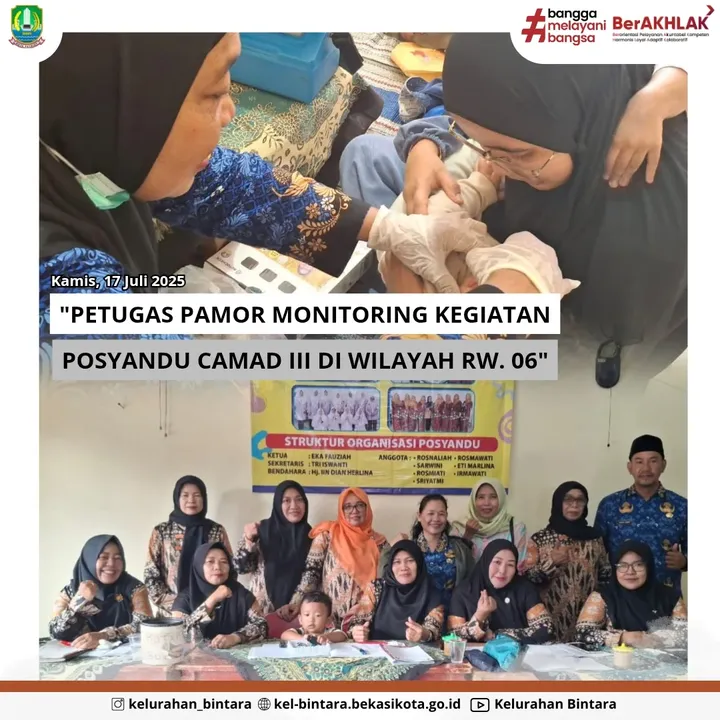 #bangga
melayani
bangsa
BerAKHLAK
Berorientasi Pelayanan Akuntabel Kompeten
Harmonis Loyal Adaptif Kolaboratif
Kamis, 17 Juli 2025
"PETUGAS PAMOR MONITORING KEGIATAN
POSYANDU CAMAD III DI WILAYAH RW. 06"
STRUKTUR ORGANISASI POSYANDU
KETUA : EKA FAUZIAH
SEKRETARIS : TRI ISWANTI
BENDAHARA : Hj. IIN DIAN HERLINA
ANGGOTA : - ROSNALIAH - ROSMAWATI
- SARWINI - ETI MARLINA
- ROSMIATI - IRMAWATI
- SRIYATMI
kelurahan_bintara kel-bintara.bekasikota.go.id Kelurahan Bintara